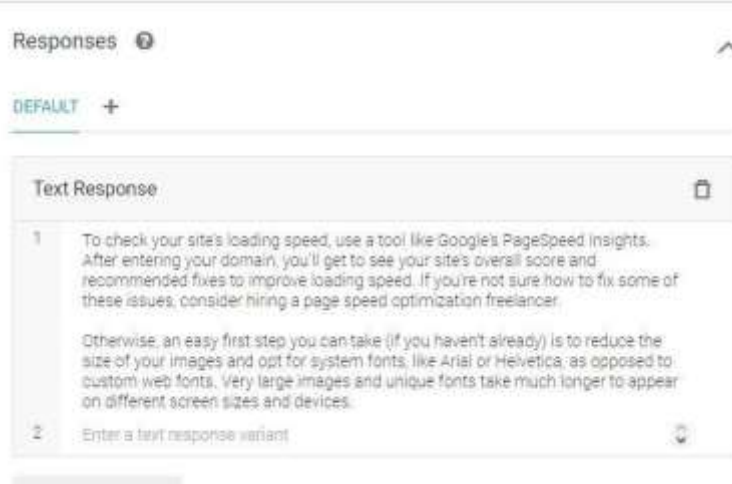 Responses
DEFAULT +
Text Response
1 To check your site's loading speed, use a tool like Google's PageSpeed Insights.
After entering your domain, you'll get to see your site's overall score and
recommended fixes to improve loading speed. If you're not sure how to fix some of
these issues, consider hiring a page speed optimization freelancer.
Otherwise, an easy first step you can take (if you haven't already) is to reduce the
size of your images and opt for system fonts, like Arial or Helvetica, as opposed to
custom web fonts. Very large images and unique fonts take much longer to appear
on different screen sizes and devices.
2 Enter a text response variant